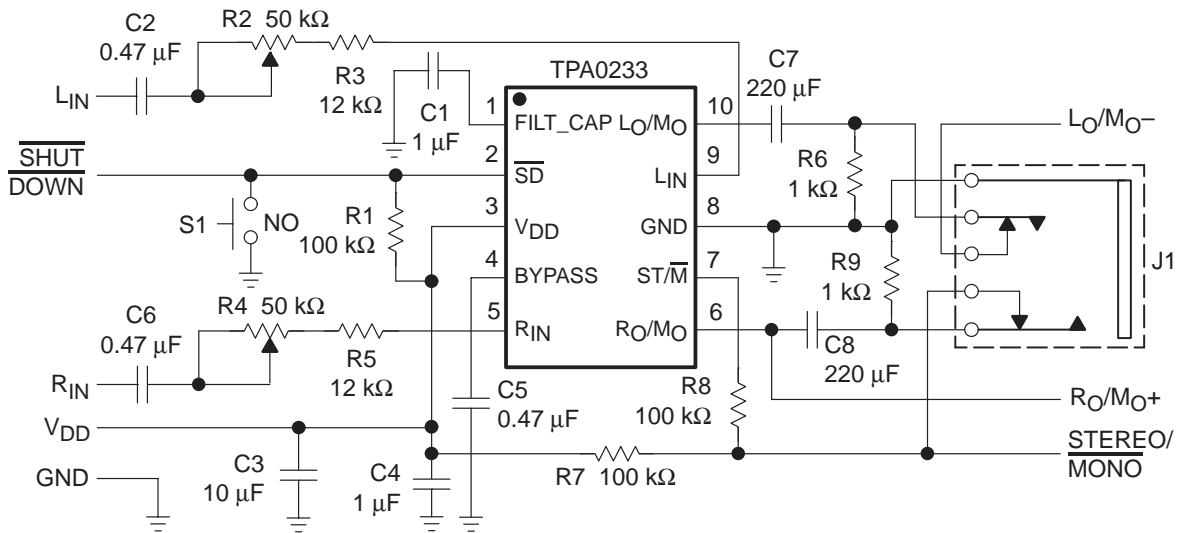 C2
0.47 μF
R2 50 kΩ
R3
12 kΩ
C1
1 μF
TPA0233
C7
220 μF
L_IN
1
FILT_CAP
L_O/M_O
10
L_O/M_O−
SHUT
DOWN
2
SD
L_IN
9
R6
1 kΩ
S1
NO
R1
100 kΩ
3
V_DD
GND
8
4
BYPASS
ST/M
7
R9
1 kΩ
J1
C6
0.47 μF
R4 50 kΩ
R5
12 kΩ
5
R_IN
R_O/M_O
6
C8
220 μF
R_IN
C5
0.47 μF
R8
100 kΩ
R_O/M_O+
V_DD
STEREO/
MONO
GND
C3
10 μF
C4
1 μF
R7 100 kΩ